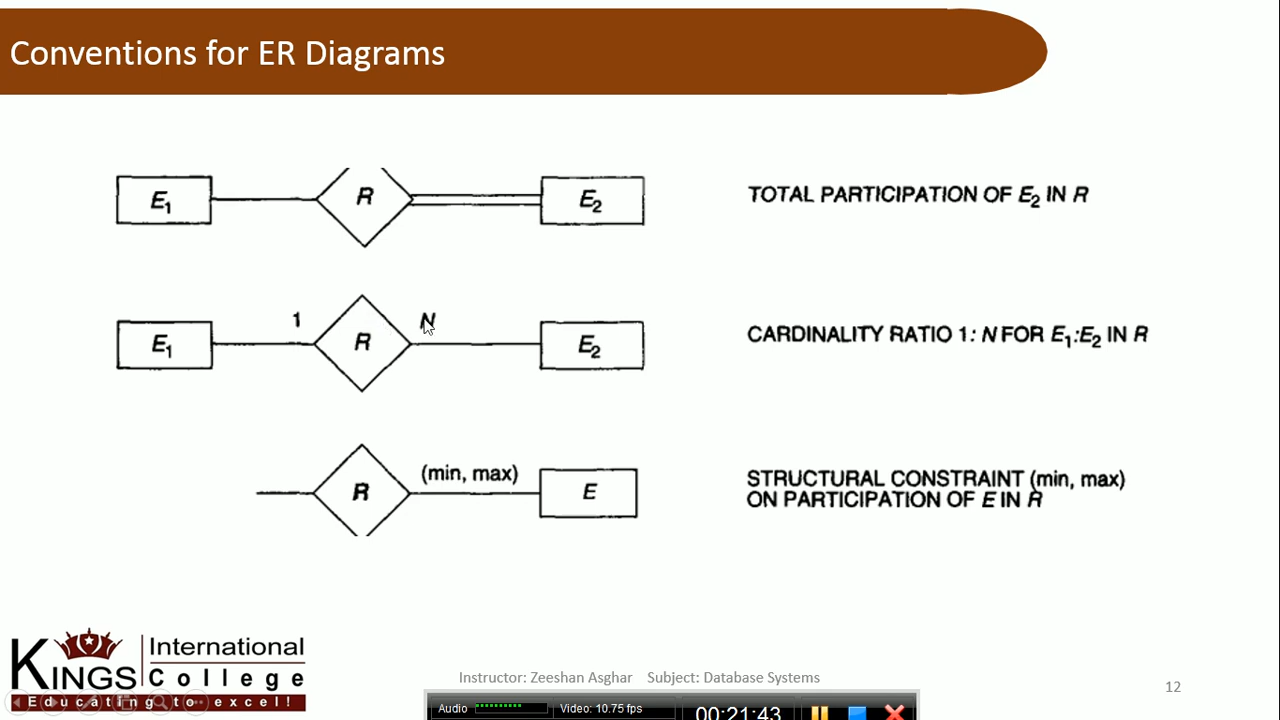 Conventions for ER Diagrams
E₁ R E₂ TOTAL PARTICIPATION OF E₂ IN R
1 N
E₁ R E₂ CARDINALITY RATIO 1: N FOR E₁:E₂ IN R
(min, max)
R E
STRUCTURAL CONSTRAINT (min, max)
ON PARTICIPATION OF E IN R
KINGS International
College
Educating to excel!
Instructor: Zeeshan Asghar Subject: Database Systems
12
Audio Video: 10.75 fps 00:21:43